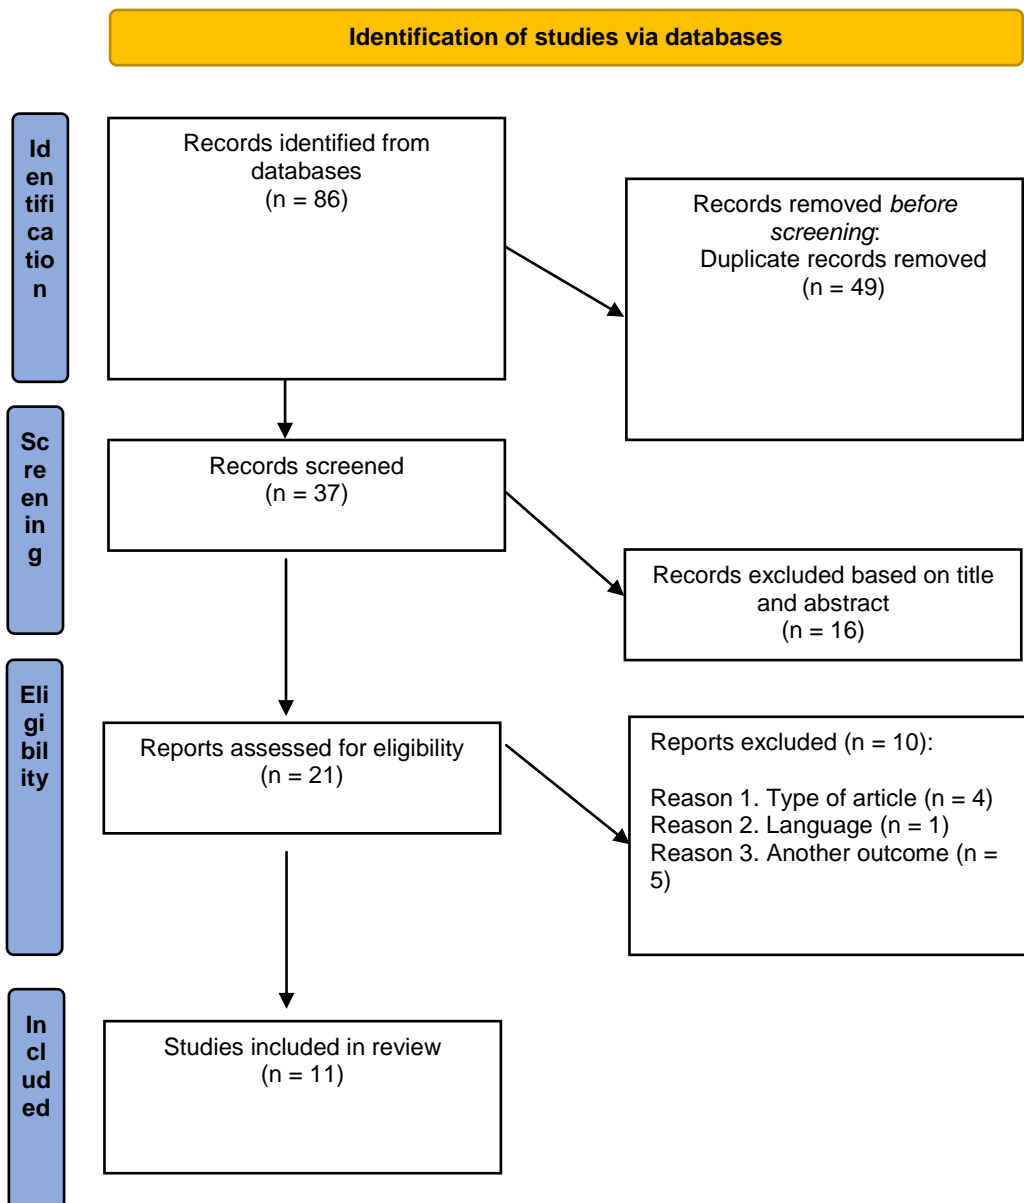 Identification of studies via databases
Id
en
tifi
ca
tio
n
Records identified from
databases
(n = 86)
Records removed before
screening:
Duplicate records removed
(n = 49)
Sc
re
en
in
g
Records screened
(n = 37)
Records excluded based on title
and abstract
(n = 16)
Eli
gi
bil
ity
Reports assessed for eligibility
(n = 21)
Reports excluded (n = 10):
Reason 1. Type of article (n = 4)
Reason 2. Language (n = 1)
Reason 3. Another outcome (n =
5)
In
cl
ud
ed
Studies included in review
(n = 11)